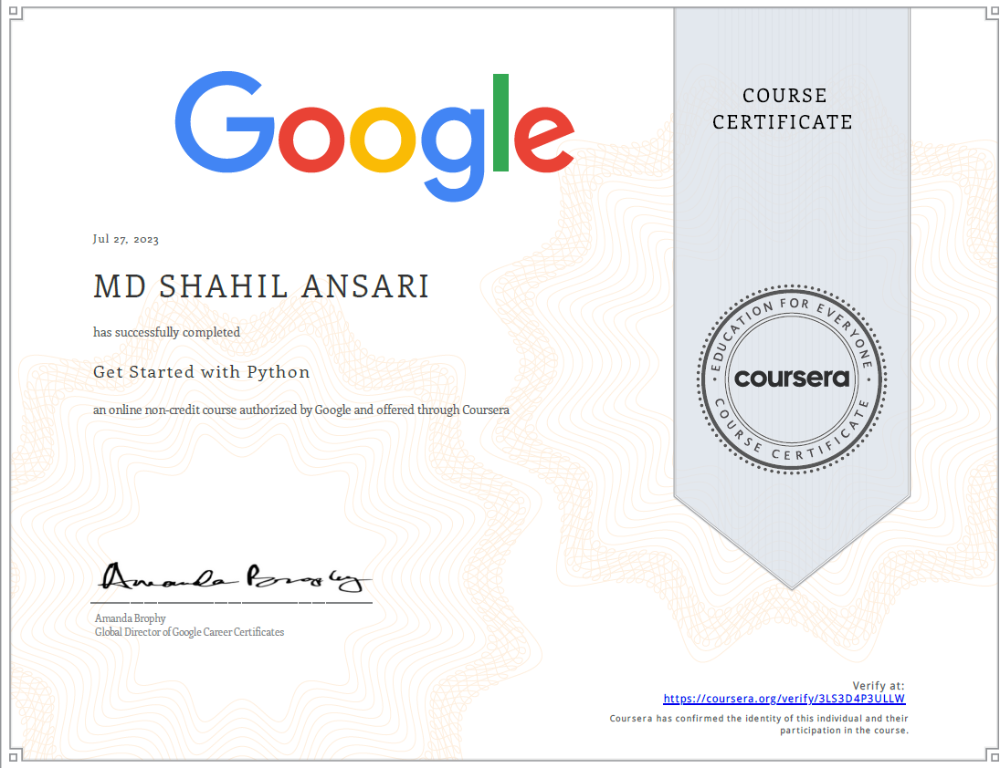 Google
COURSE
CERTIFICATE
Jul 27, 2023
MD SHAHIL ANSARI
has successfully completed
Get Started with Python
an online non-credit course authorized by Google and offered through Coursera
EDUCATION FOR EVERYONE
coursera
COURSE CERTIFICATE
Amanda Brophy
Amanda Brophy
Global Director of Google Career Certificates
Verify at:
https://coursera.org/verify/3LS3D4P3ULLW
Coursera has confirmed the identity of this individual and their
participation in the course.